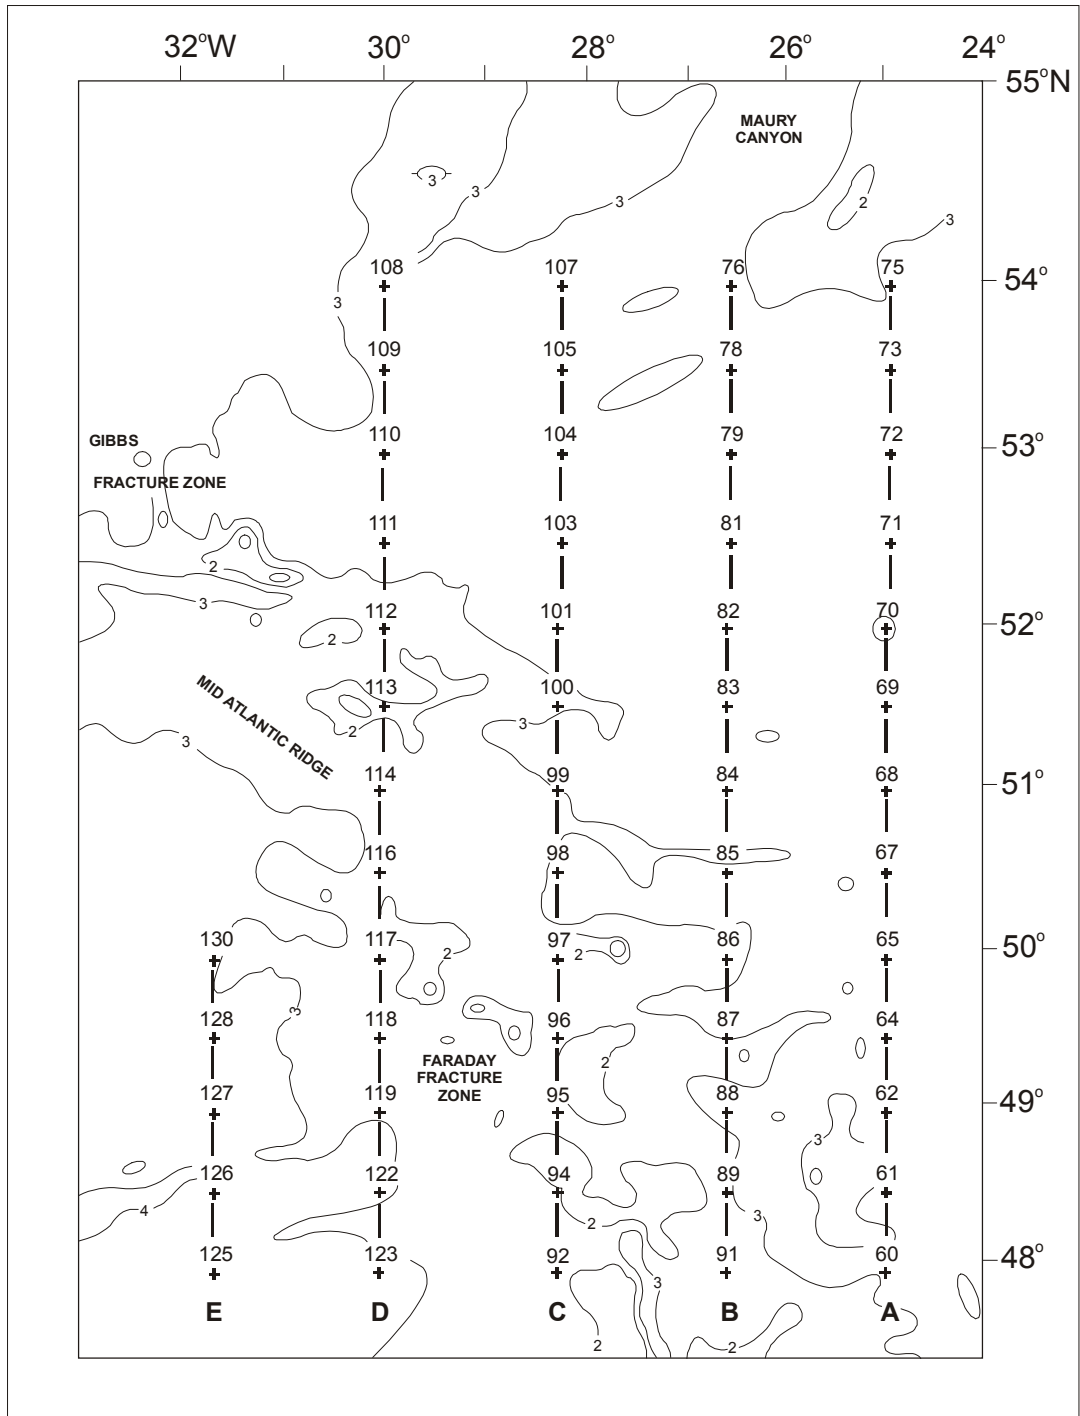 32°W 30° 28° 26° 24°
55°N
MAURY
CANYON
3
3
3
2
3
108 107 76 75
54°
3
109 105 78 73
110 104 79 72
GIBBS
53°
FRACTURE ZONE
111 103 81 71
2
3
112 101 82 70
52°
2
113 100 83 69
MID ATLANTIC RIDGE
3
2
3
114 99 84 68
51°
116 98 85 67
130 117 97 86 65
50°
2
2
3
128 118 96 87 64
FARADAY
FRACTURE
ZONE
2
127 119 95 88 62
49°
3
126 122 94 89 61
4
2
3
125 123 92 91 60
48°
3
E D C B A
2
2